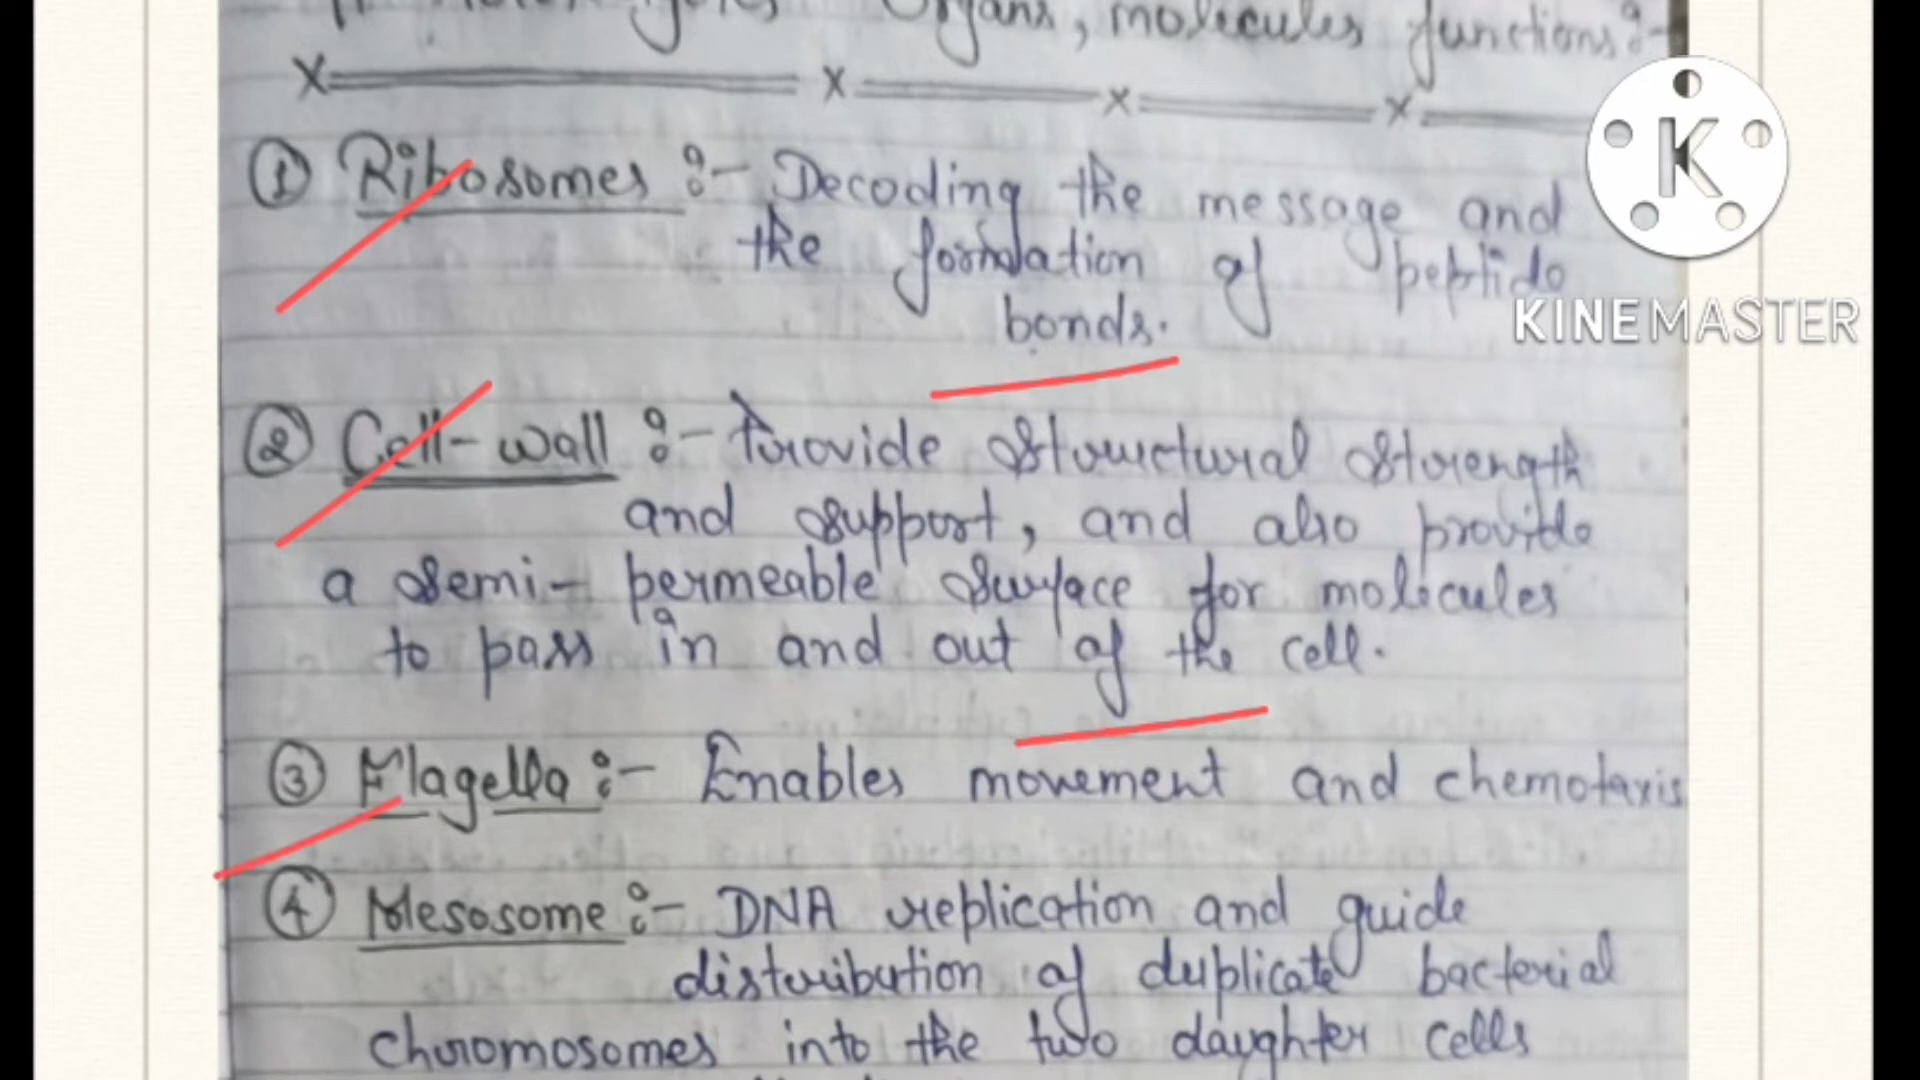 Organs, molecules functions:-
① Ribosomes :- Decoding the message and
the formation of peptide
bonds.
② Cell-wall :- Provide structural strength
and support, and also provide
a semi-permeable surface for molecules
to pass in and out of the cell.
③ Flagella :- Enables movement and chemotaxis
④ Mesosome :- DNA replication and guide
distribution of duplicate bacterial
chromosomes into the two daughter cells
K
KINEMASTER